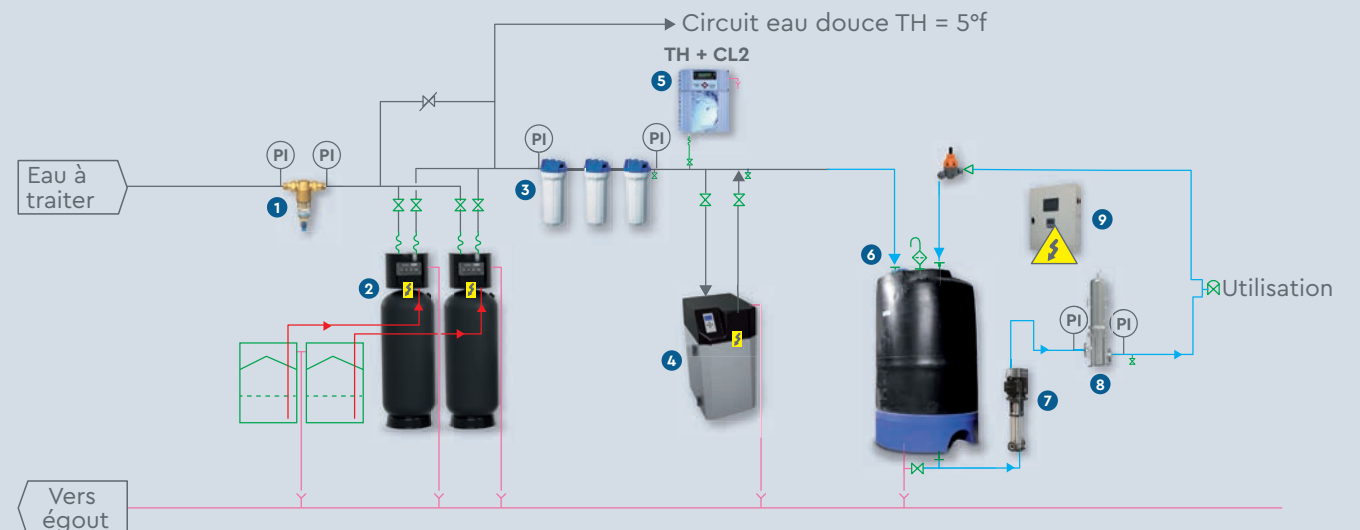 Circuit eau douce TH = 5°f
TH + CL2
5
PI
PI
PI
PI
Eau à
traiter
1
3
9
6
2
Utilisation
PI
PI
4
8
7
Vers
égout